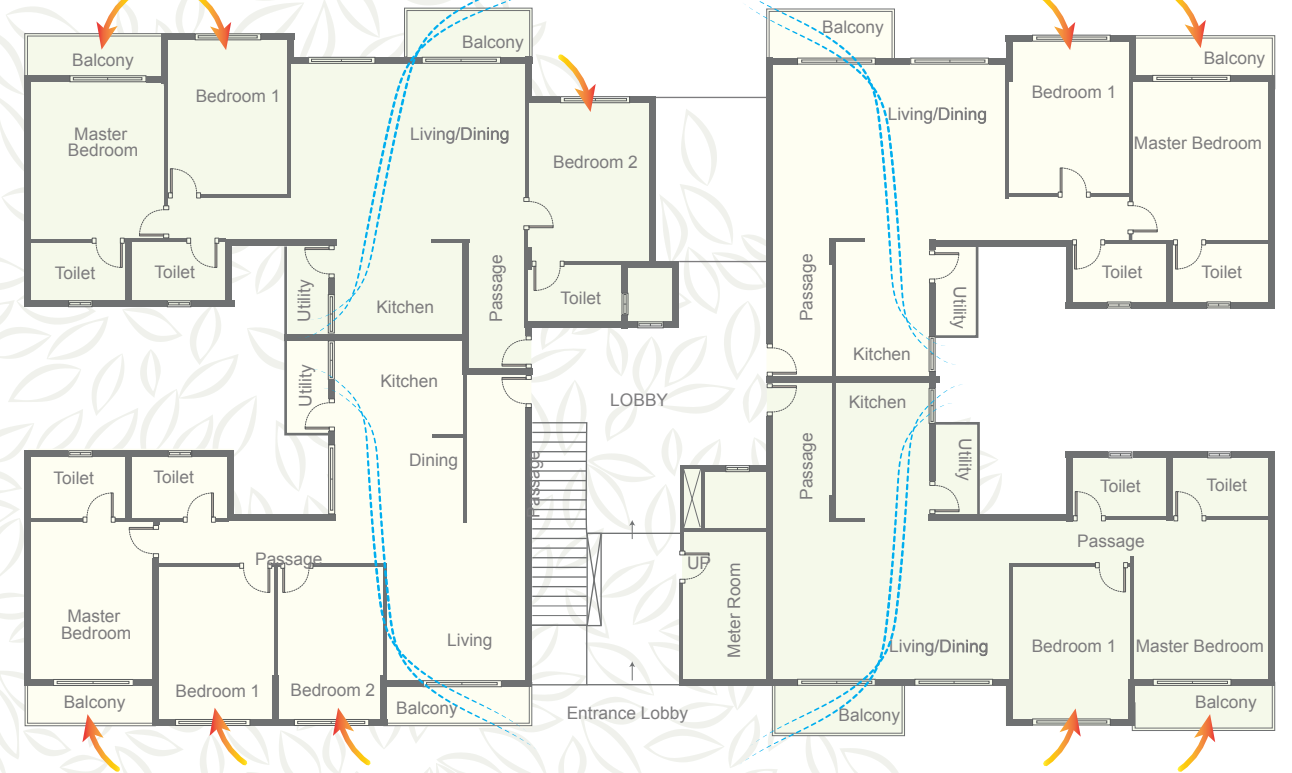 Balcony
Bedroom 1
Master
Bedroom
Balcony
Living/Dining
Bedroom 2
Toilet
Toilet
Utility
Kitchen
Passage
Toilet
Balcony
Living/Dining
Bedroom 1
Balcony
Master Bedroom
Passage
Kitchen
Utility
Toilet
Toilet
Utility
Kitchen
Dining
Passage
LOBBY
Toilet
Toilet
Passage
Master
Bedroom
Bedroom 1
Bedroom 2
Living
Balcony
Balcony
UP
Meter Room
Entrance Lobby
Kitchen
Passage
Utility
Toilet
Toilet
Passage
Living/Dining
Bedroom 1
Master Bedroom
Balcony
Balcony